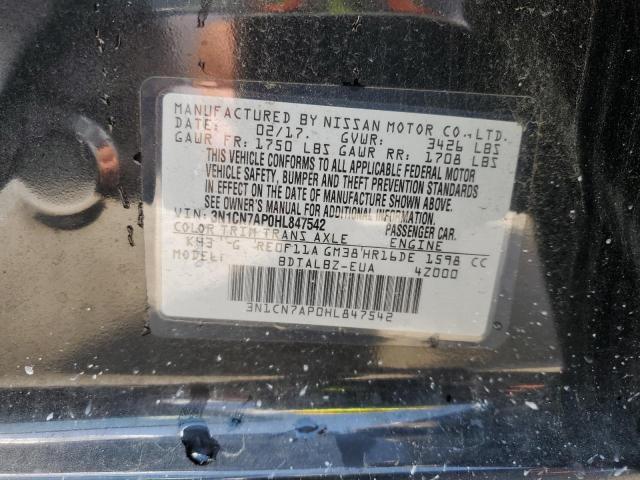 MANUFACTURED BY NISSAN MOTOR CO., LTD.
DATE: 02/17. GVWR: 3426 LBS
GAWR FR: 1750 LBS GAWR RR: 1708 LBS
THIS VEHICLE CONFORMS TO ALL APPLICABLE FEDERAL MOTOR
VEHICLE SAFETY, BUMPER AND THEFT PREVENTION STANDARDS
IN EFFECT ON THE DATE OF MANUFACTURE SHOWN ABOVE.
SEE OWNER'S MANUAL FOR ADDITIONAL INFORMATION.
VIN: 3N1CN7AP0HL847542 PASSENGER CAR.
COLOR TRIM TRANS AXLE ENGINE
KH3 G RE0F11A GM38 HR16DE 1598 CC
MODEL: BDTALBZ-EUA 4Z000
3N1CN7AP0HL847542